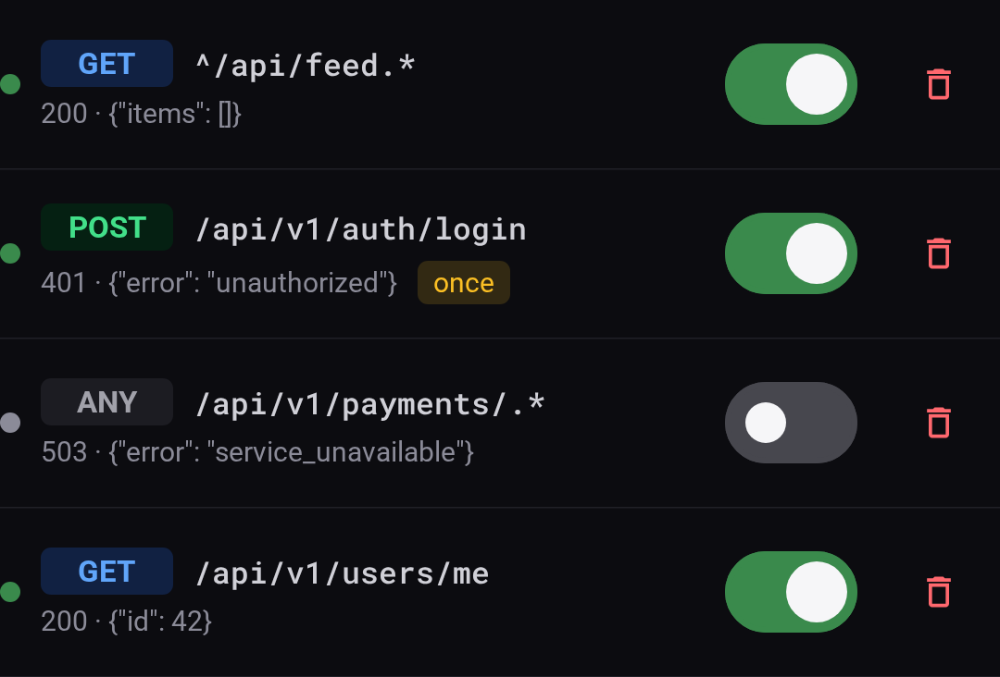 GET ^/api/feed.*
200 · {"items": []}
POST /api/v1/auth/login
401 · {"error": "unauthorized"} once
ANY /api/v1/payments/.*
503 · {"error": "service_unavailable"}
GET /api/v1/users/me
200 · {"id": 42}